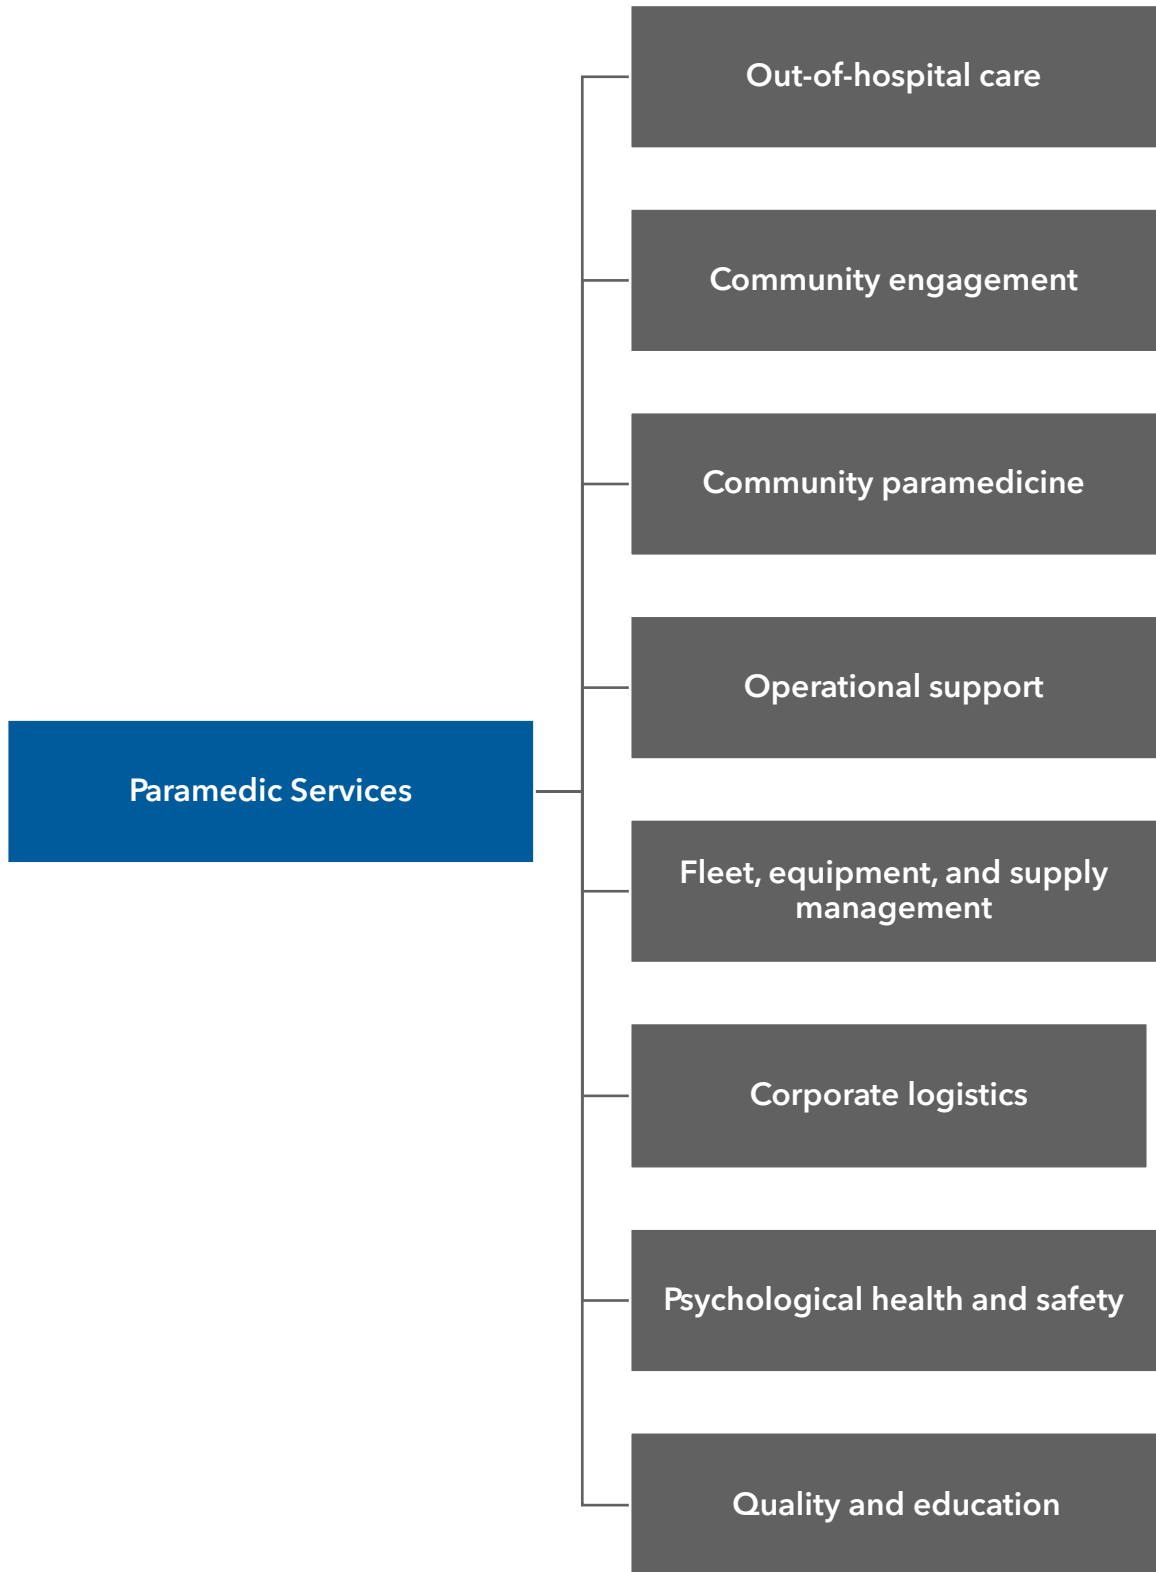 Out-of-hospital care
Community engagement
Community paramedicine
Operational support
Paramedic Services
Fleet, equipment, and supply
management
Corporate logistics
Psychological health and safety
Quality and education